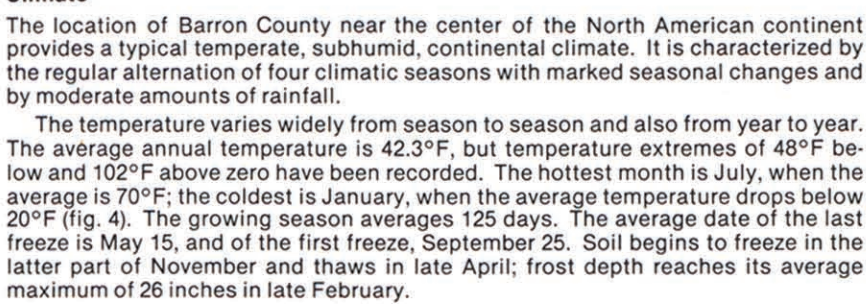 The location of Barron County near the center of the North American continent
provides a typical temperate, subhumid, continental climate. It is characterized by
the regular alternation of four climatic seasons with marked seasonal changes and
by moderate amounts of rainfall.
The temperature varies widely from season to season and also from year to year.
The average annual temperature is 42.3°F, but temperature extremes of 48°F be-
low and 102°F above zero have been recorded. The hottest month is July, when the
average is 70°F; the coldest is January, when the average temperature drops below
20°F (fig. 4). The growing season averages 125 days. The average date of the last
freeze is May 15, and of the first freeze, September 25. Soil begins to freeze in the
latter part of November and thaws in late April; frost depth reaches its average
maximum of 26 inches in late February.